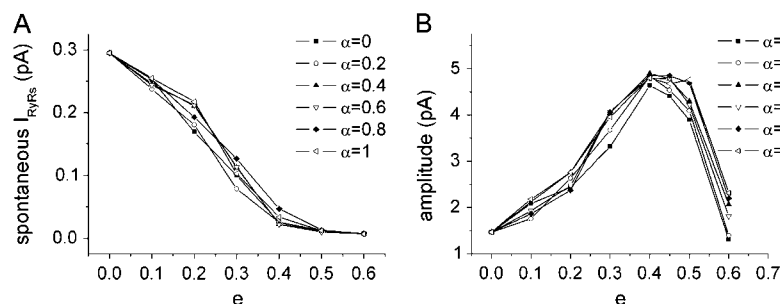 A
spontaneous I_RyRs (pA)
0.3
0.2
0.1
0.0
0.0 0.1 0.2 0.3 0.4 0.5 0.6
e
α=0
α=0.2
α=0.4
α=0.6
α=0.8
α=1
B
amplitude (pA)
5
4
3
2
1
0.0 0.1 0.2 0.3 0.4 0.5 0.6 0.7
e
α=
α=
α=
α=
α=
α=